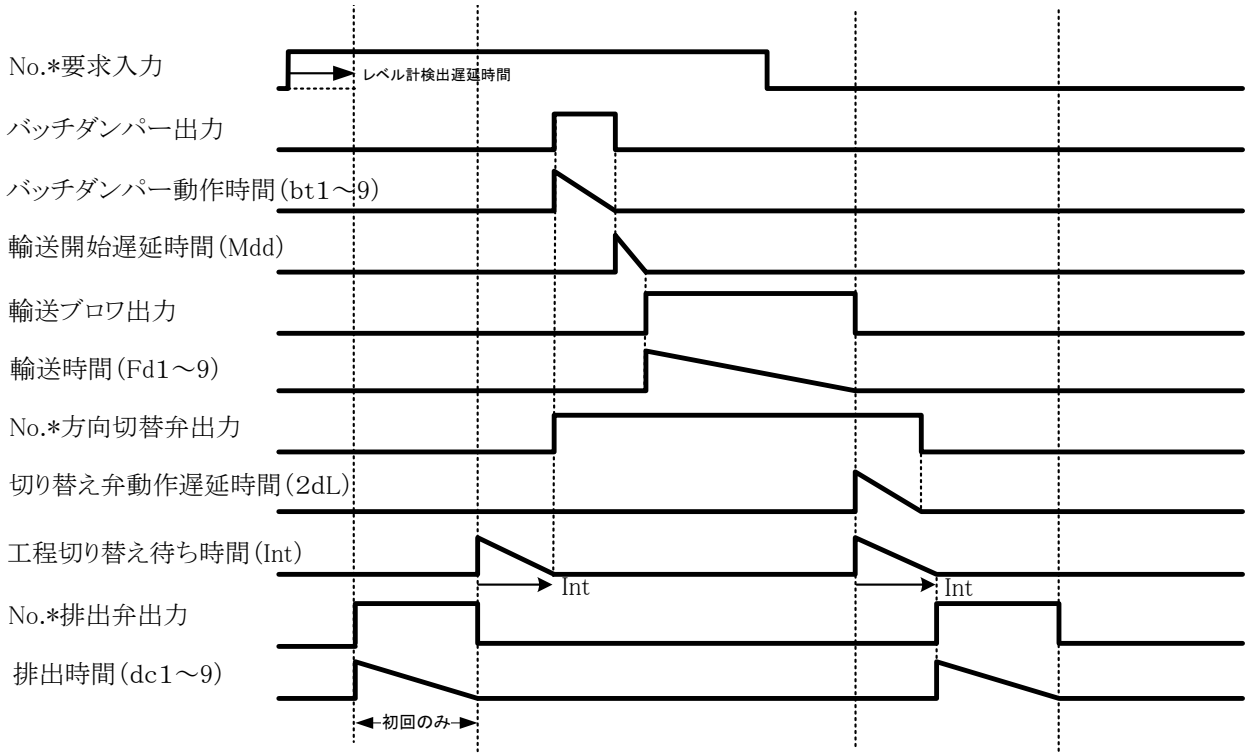 No.*要求入力
レベル計検出遅延時間
バッチダンパー出力
バッチダンパー動作時間(bt1～9)
輸送開始遅延時間(Mdd)
輸送ブロワ出力
輸送時間(Fd1～9)
No.*方向切替弁出力
切り替え弁動作遅延時間(2dL)
工程切り替え待ち時間(Int)
Int
Int
No.*排出弁出力
排出時間(dc1～9)
初回のみ